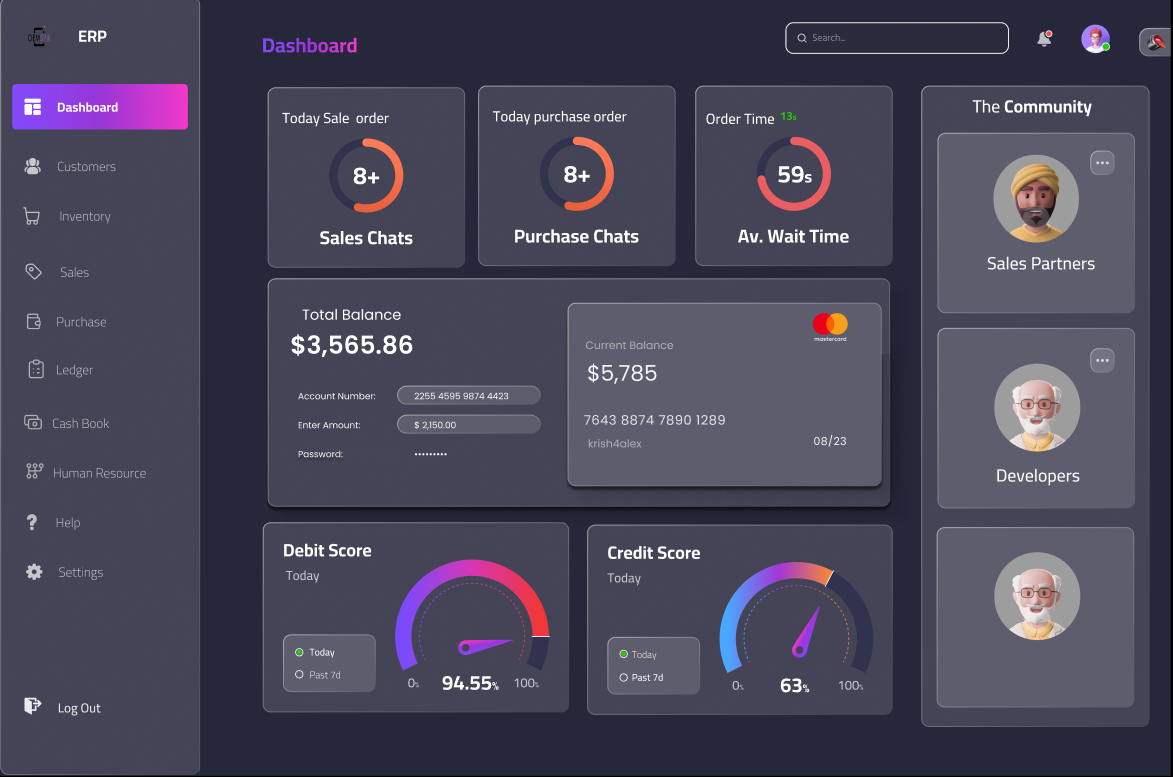 ERP
Dashboard
Customers
Inventory
Sales
Purchase
Ledger
Cash Book
Human Resource
Help
Settings
Log Out
Dashboard
Search...
Today Sale order
8+
Sales Chats
Today purchase order
8+
Purchase Chats
Order Time 13s
59s
Av. Wait Time
Total Balance
$3,565.86
Account Number: 2255 4595 9874 4423
Enter Amount: $ 2,150.00
Password: •••••••••
mastercard
Current Balance
$5,785
7643 8874 7890 1289
krish4alex
08/23
Debit Score
Today
Today
Past 7d
0%
94.55%
100%
Credit Score
Today
Today
Past 7d
0%
63%
100%
The Community
Sales Partners
Developers